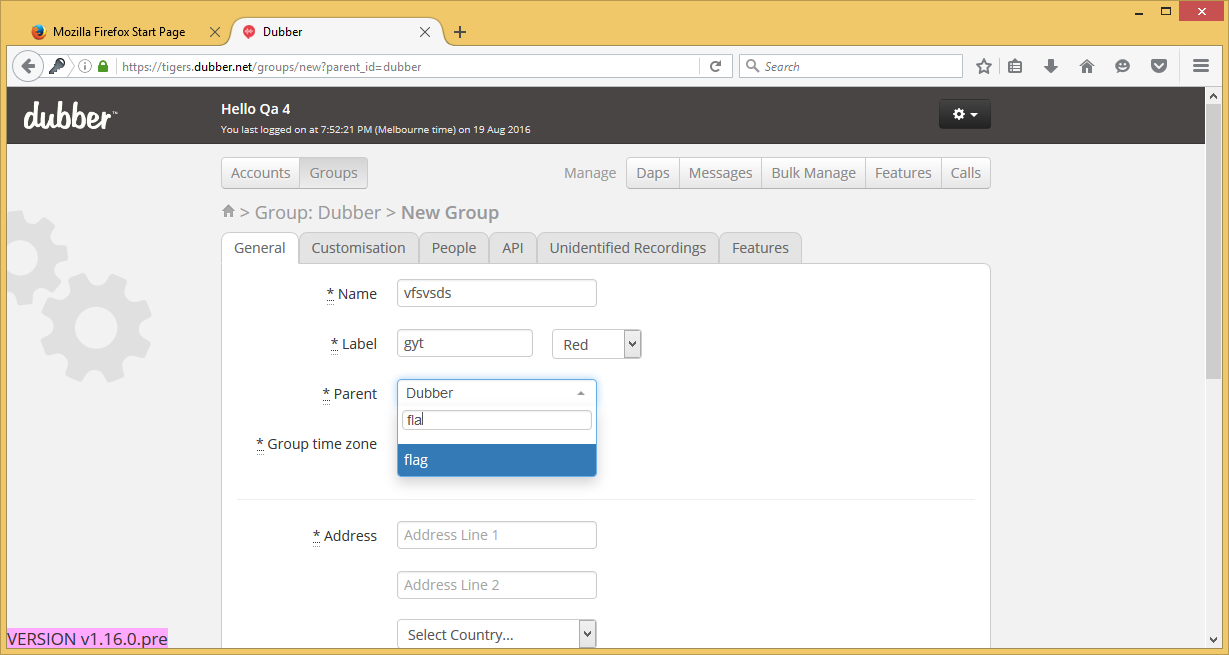 Mozilla Firefox Start Page
Dubber
https://tigers.dubber.net/groups/new?parent_id=dubber
Search
dubber™
Hello Qa 4
You last logged on at 7:52:21 PM (Melbourne time) on 19 Aug 2016
Accounts Groups Manage Daps Messages Bulk Manage Features Calls
> Group: Dubber > New Group
General Customisation People API Unidentified Recordings Features
* Name vfsvsds
* Label gyt Red
* Parent Dubber
fla
* Group time zone
flag
* Address Address Line 1
Address Line 2
Select Country...
VERSION v1.16.0.pre